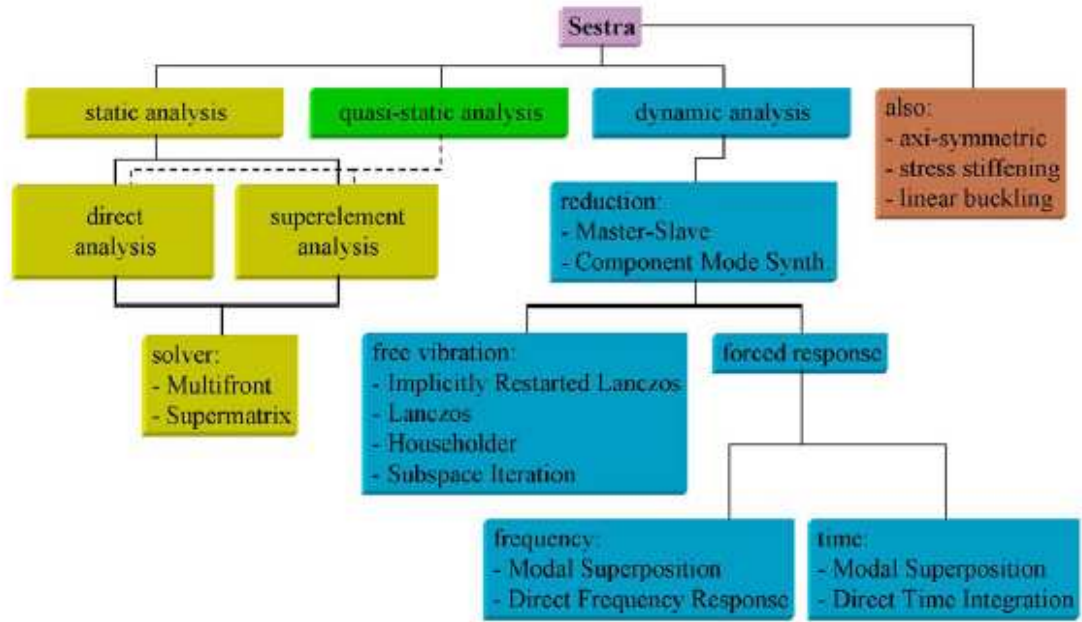 Sestra
static analysis
quasi-static analysis
dynamic analysis
also:
- axi-symmetric
- stress stiffening
- linear buckling
direct
analysis
superelement
analysis
reduction:
- Master-Slave
- Component Mode Synth.
solver:
- Multifront
- Supermatrix
free vibration:
- Implicitly Restarted Lanczos
- Lanczos
- Householder
- Subspace Iteration
forced response
frequency:
- Modal Superposition
- Direct Frequency Response
time:
- Modal Superposition
- Direct Time Integration